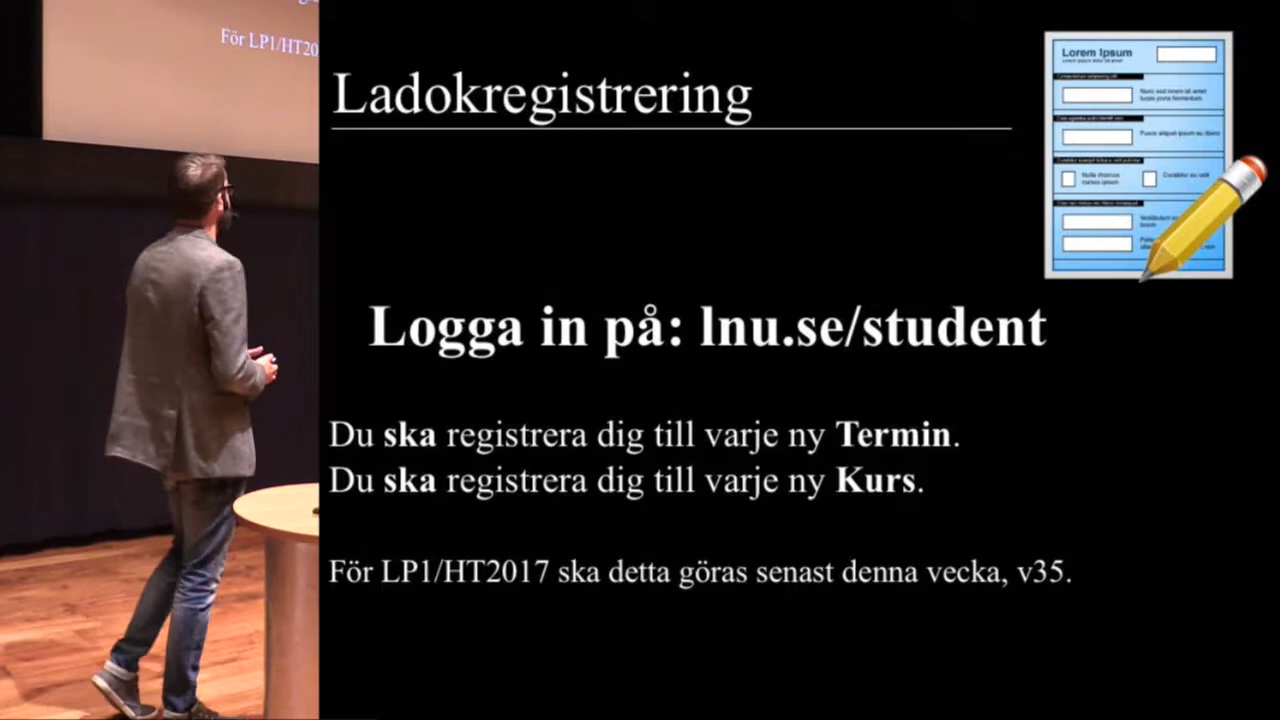 För LP1/HT20
Ladokregistrering
Lorem Ipsum
Logga in på: lnu.se/student
Du ska registrera dig till varje ny Termin.
Du ska registrera dig till varje ny Kurs.
För LP1/HT2017 ska detta göras senast denna vecka, v35.